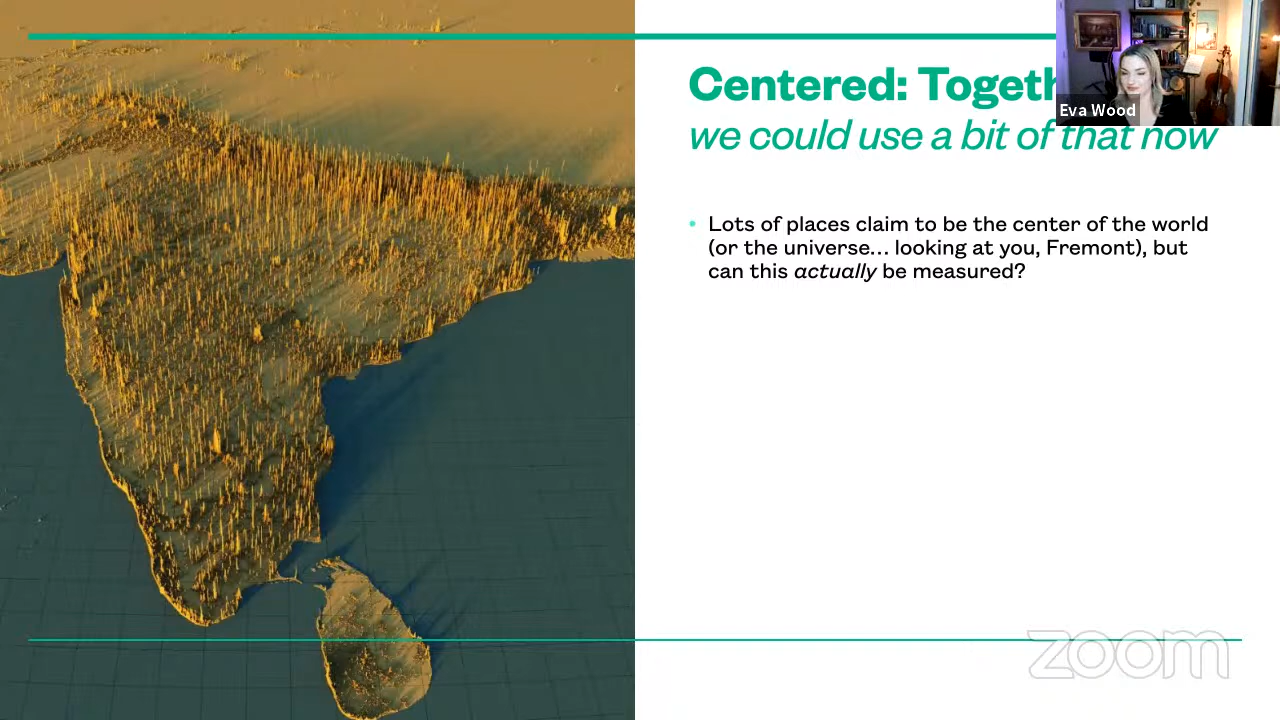 Centered:
Eva Wood
we could use a bit of that now
• Lots of places claim to be the center of the world
(or the universe... looking at you, Fremont), but
can this actually be measured?
zoom